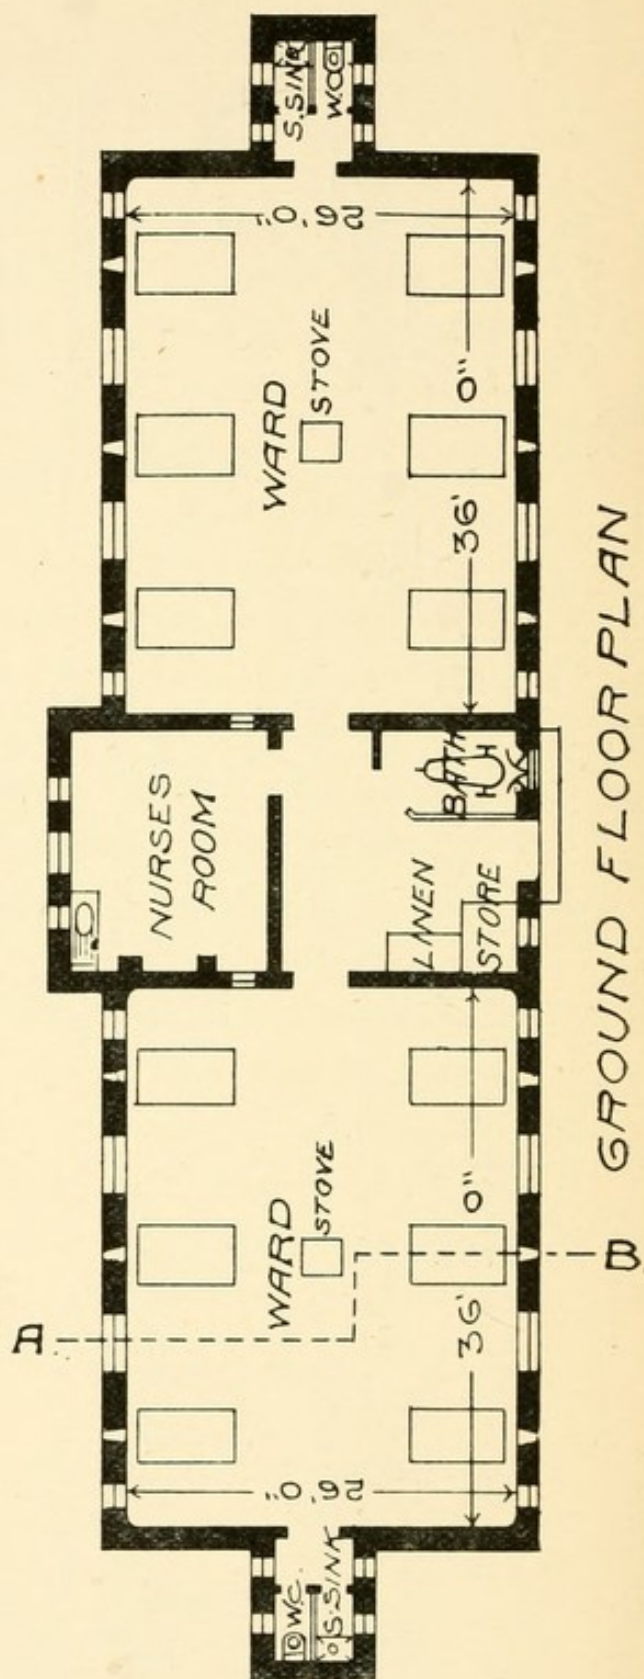 S.SINK
W.C
26'0"
WARD
STOVE
36' 0"
NURSES
ROOM
BATH
LINEN
STORE
WARD
STOVE
36' 0"
A
B
26'0"
W.C.
S.SINK
GROUND FLOOR PLAN